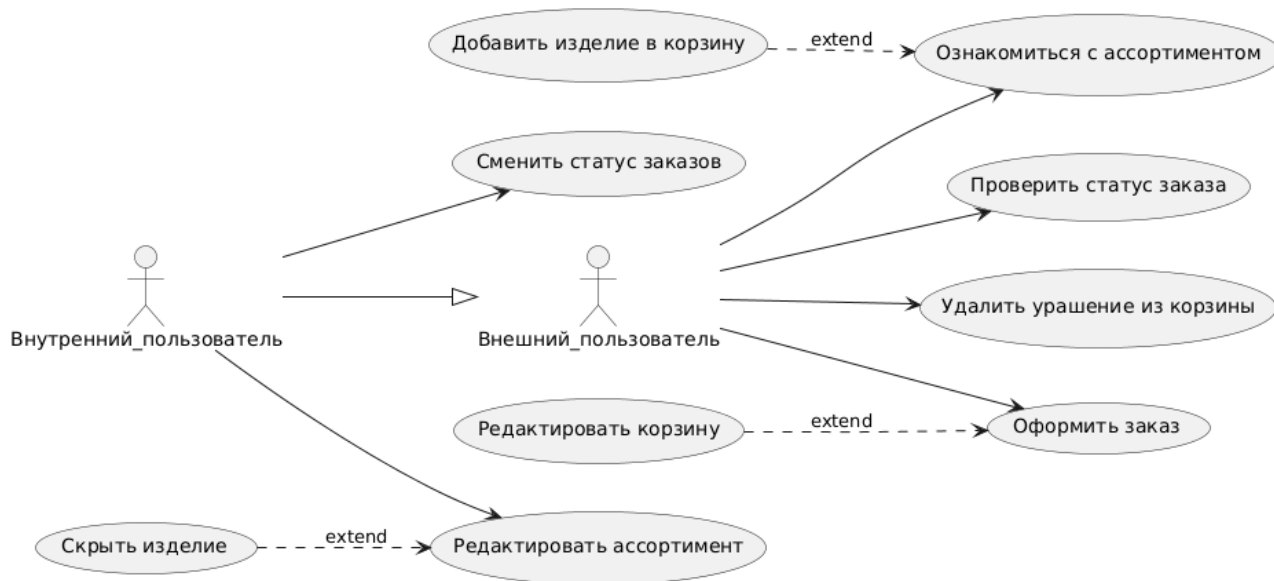 Добавить изделие в корзину
extend
Ознакомиться с ассортиментом
Сменить статус заказов
Проверить статус заказа
Внутренний_пользователь
Внешний_пользователь
Удалить урашение из корзины
Редактировать корзину
extend
Оформить заказ
Скрыть изделие
extend
Редактировать ассортимент